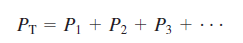 P_T = P_1 + P_2 + P_3 + · · ·